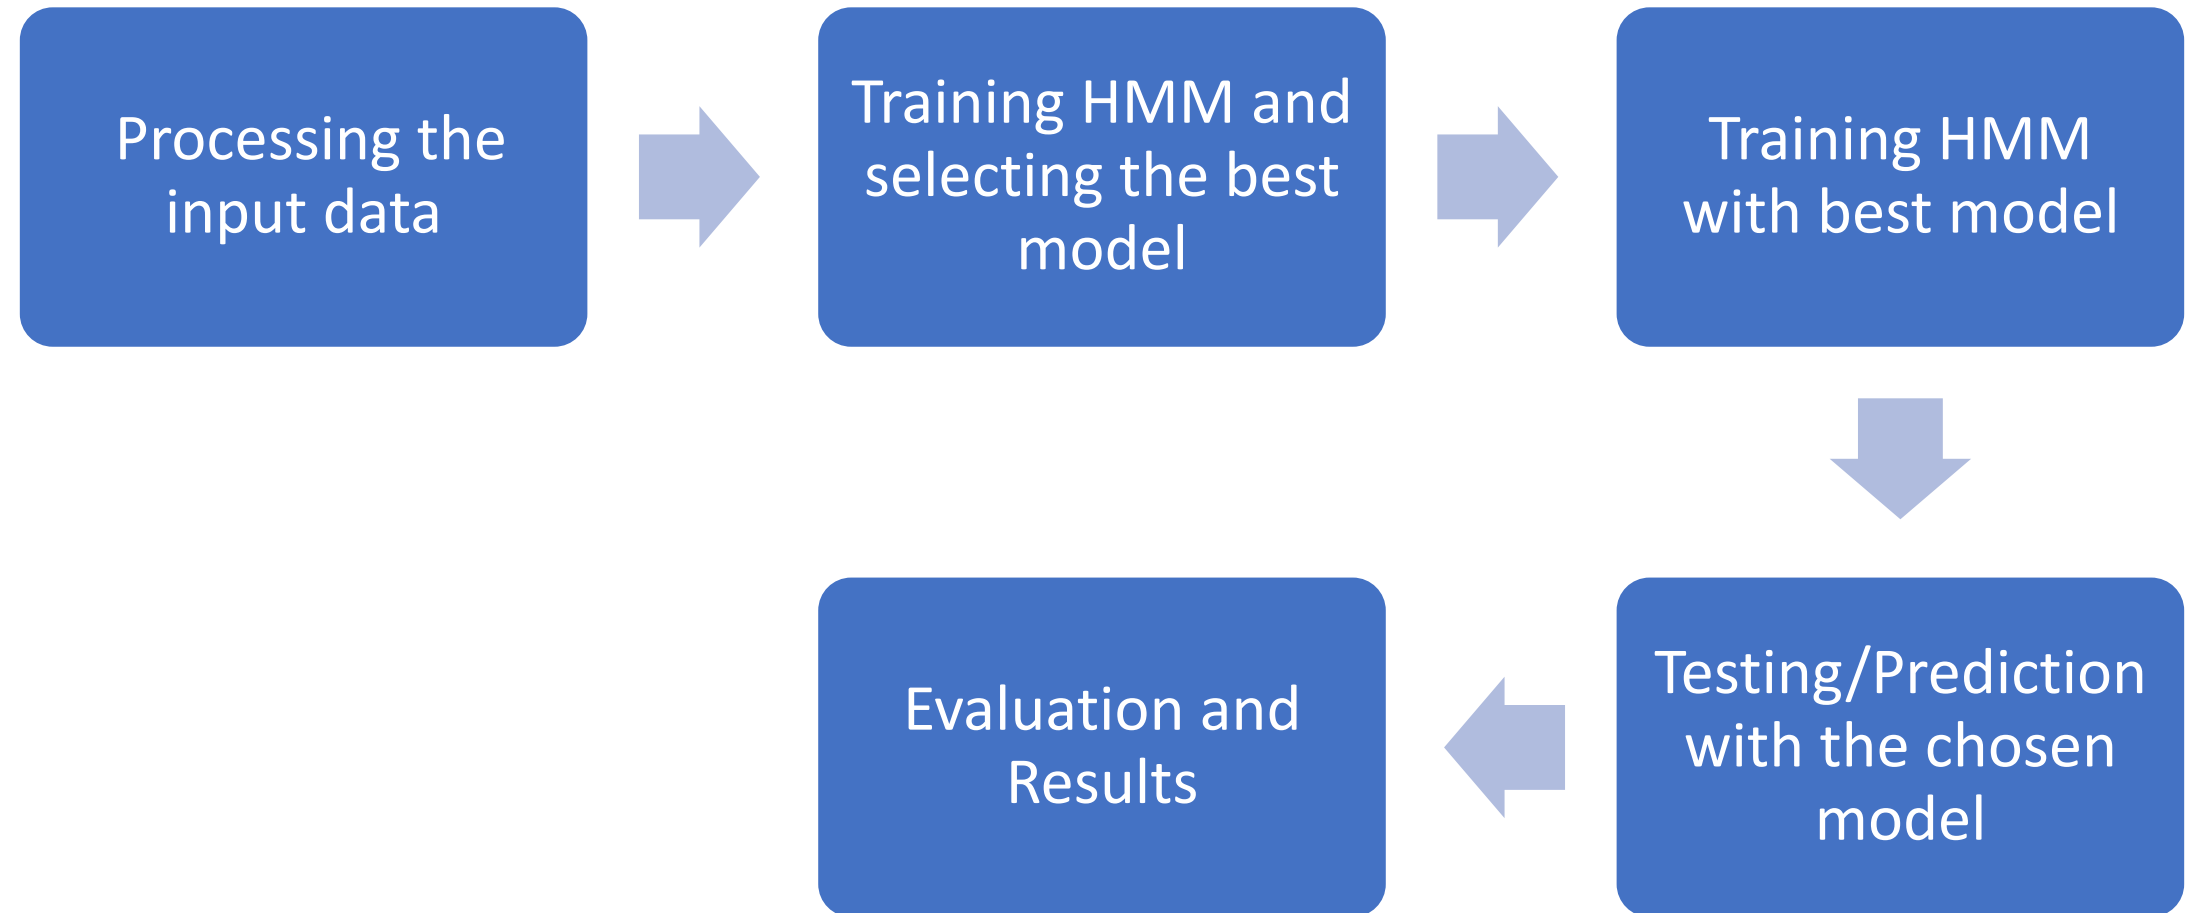 Processing the
input data
Training HMM and
selecting the best
model
Training HMM
with best model
Testing/Prediction
with the chosen
model
Evaluation and
Results